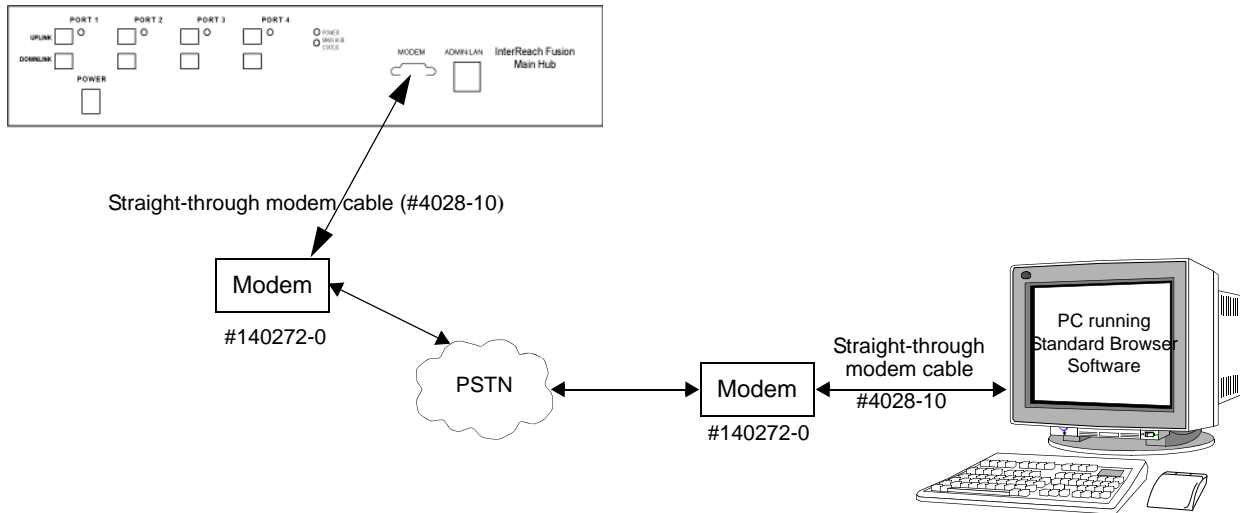 PORT 1 PORT 2 PORT 3 PORT 4
UPLINK
POWER
MAIN HUB
STATUS
DOWNLINK
MODEM ADMIN/LAN InterReach Fusion
Main Hub
POWER
Straight-through modem cable (#4028-10)
Modem
#140272-0
PSTN
Modem
#140272-0
Straight-through
modem cable
#4028-10
PC running
Standard Browser
Software